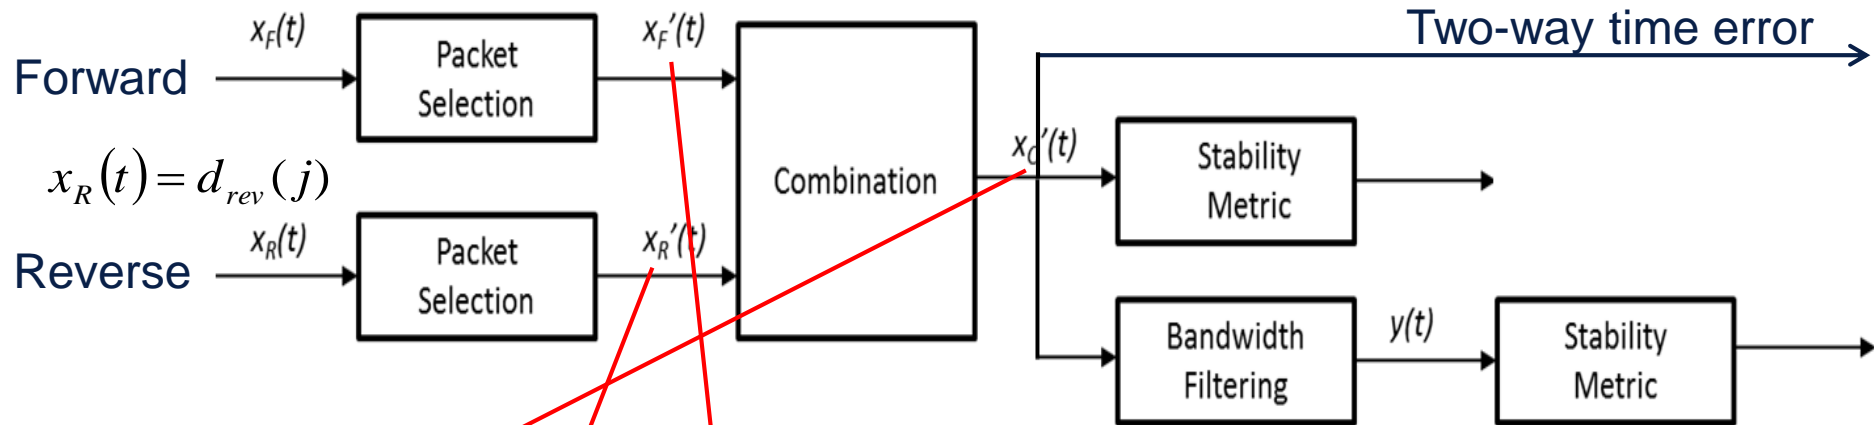 Two-way time error
x_F(t)
x_F'(t)
Forward
Packet
Selection
x_R(t) = d_rev(j)
Combination
x_C'(t)
Stability
Metric
x_R(t)
x_R'(t)
Reverse
Packet
Selection
Bandwidth
Filtering
y(t)
Stability
Metric